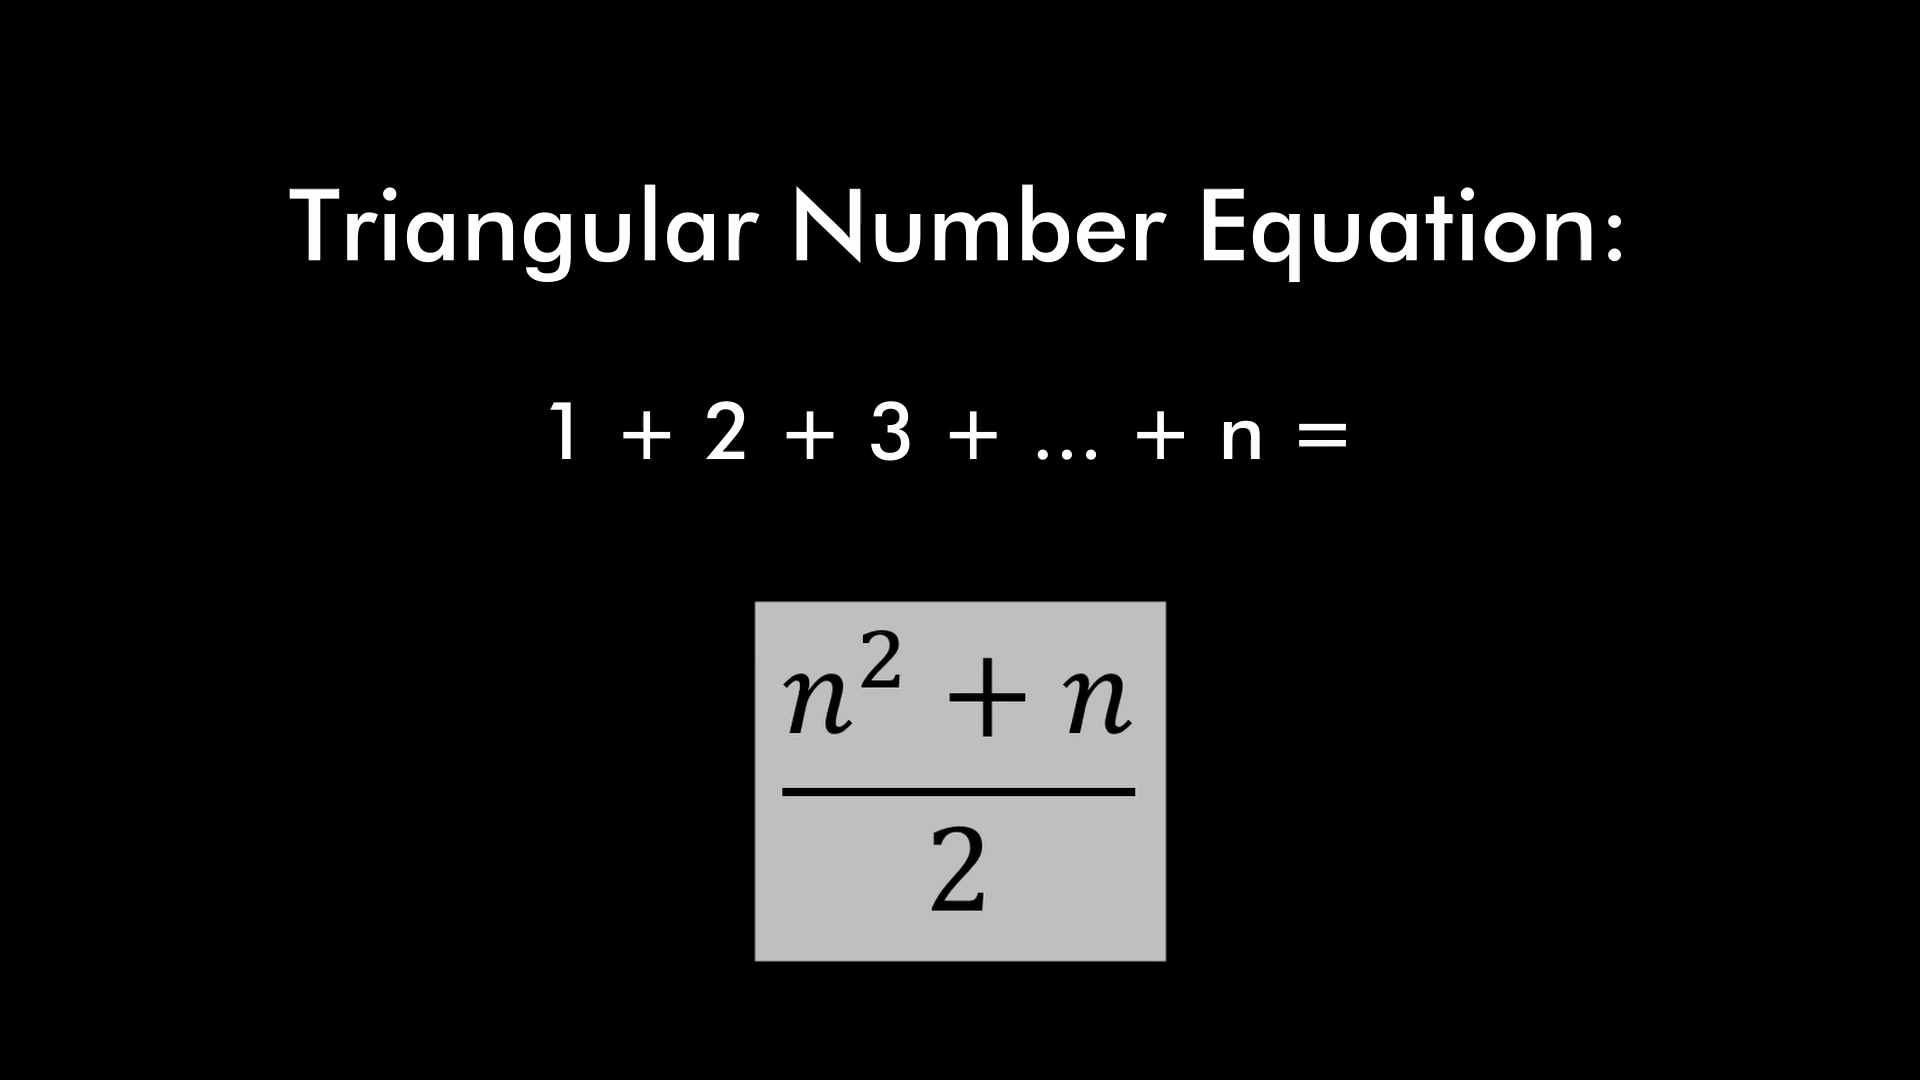 Triangular Number Equation:
1 + 2 + 3 + ... + n =
n² + n
2